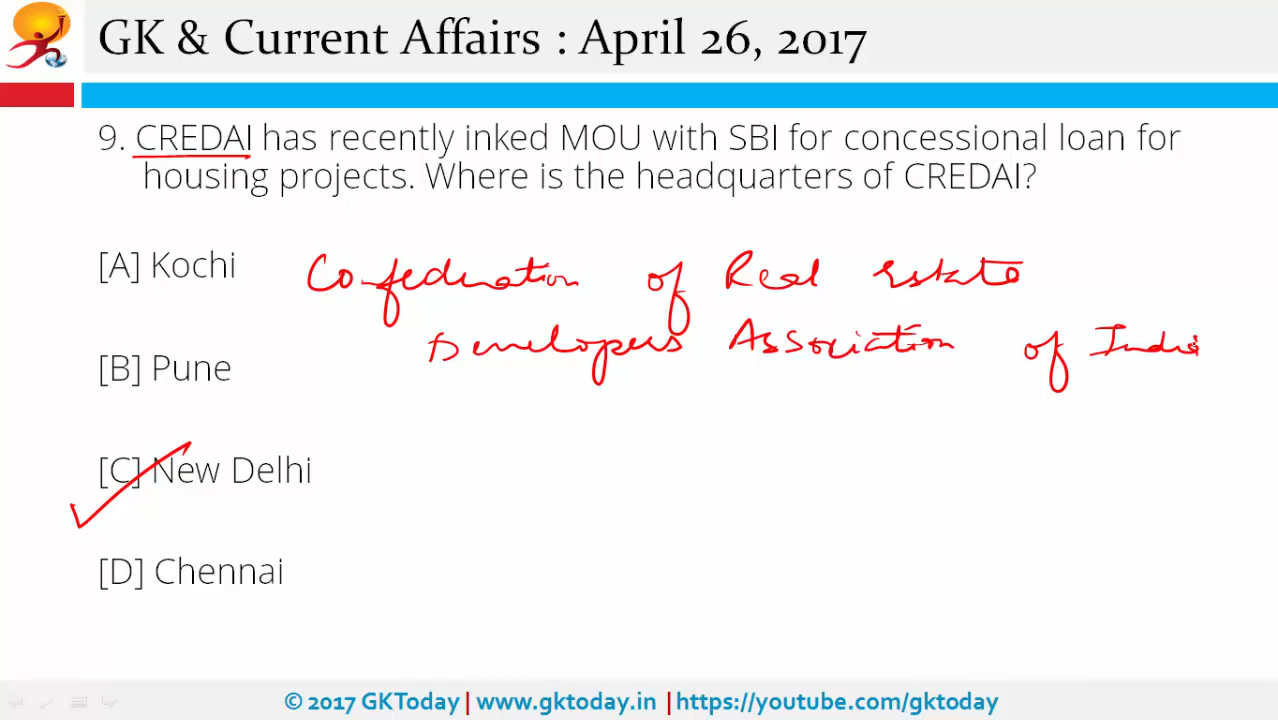 GK & Current Affairs : April 26, 2017
9. CREDAI has recently inked MOU with SBI for concessional loan for
housing projects. Where is the headquarters of CREDAI?
[A] Kochi
Cofederation of Real Estate
Developers Association of India
[B] Pune
[C] New Delhi
[D] Chennai
© 2017 GKToday | www.gktoday.in | https://youtube.com/gktoday